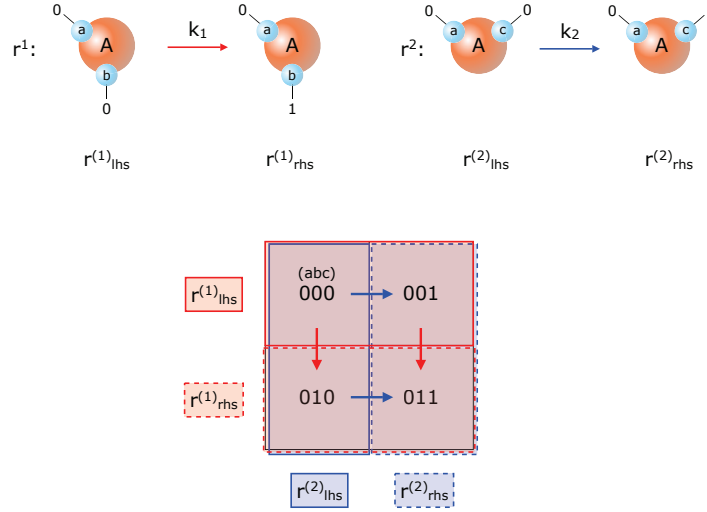 0 0 0 0
r¹: a A k₁ a A r²: a A c k₂ a A c
b b
0 1
r⁽¹⁾lhs r⁽¹⁾rhs r⁽²⁾lhs r⁽²⁾rhs
(abc)
r⁽¹⁾lhs 000 001
r⁽¹⁾rhs 010 011
r⁽²⁾lhs r⁽²⁾rhs